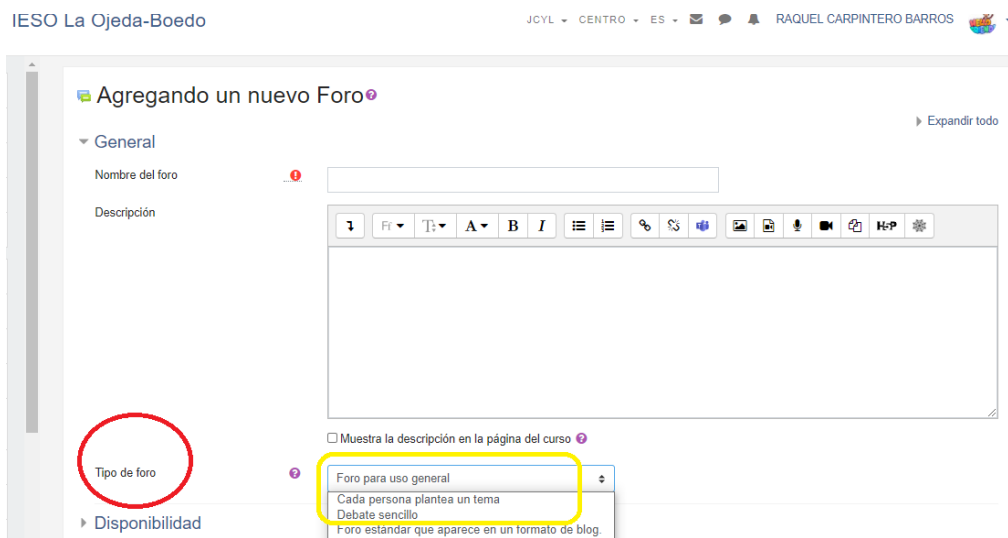 IESO La Ojeda-Boedo
JCYL CENTRO ES RAQUEL CARPINTERO BARROS
Agregando un nuevo Foro
Expandir todo
General
Nombre del foro
Descripción
B I H-P
Muestra la descripción en la página del curso
Tipo de foro
Foro para uso general
Cada persona plantea un tema
Debate sencillo
Foro estándar que aparece en un formato de blog.
Disponibilidad